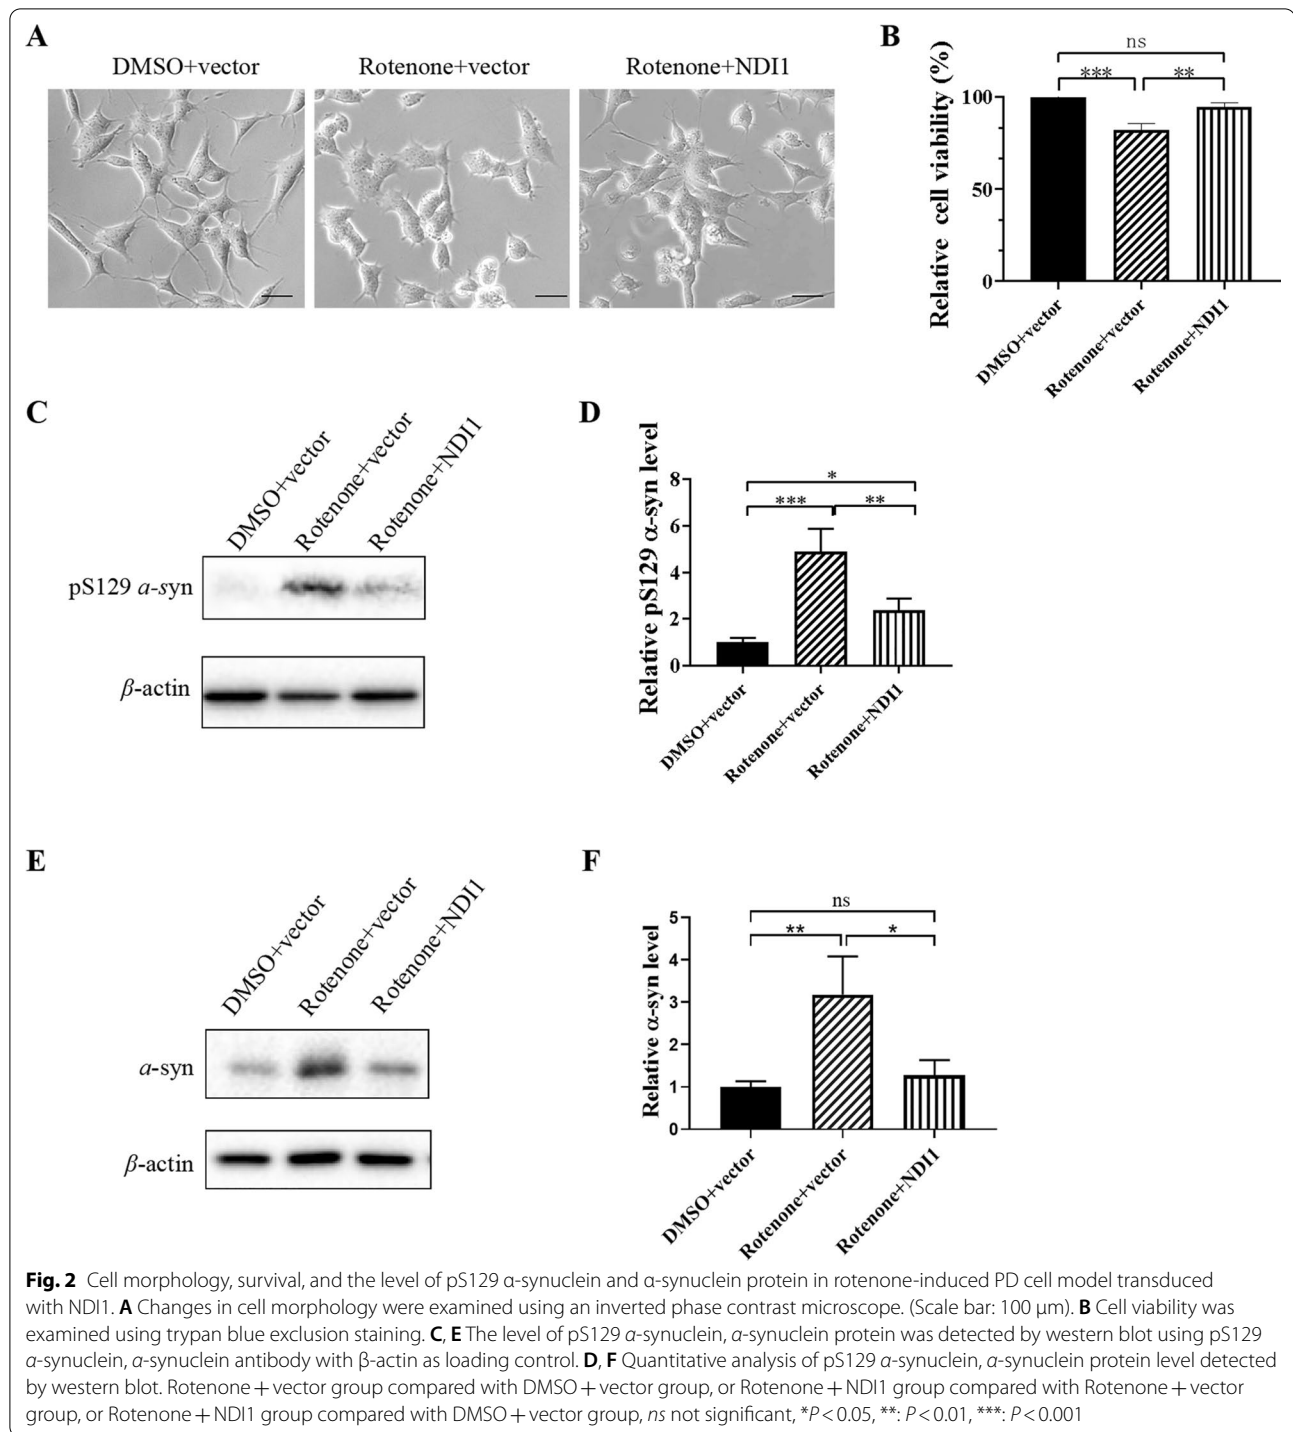 A
DMSO+vector
Rotenone+vector
Rotenone+NDI1
B
Relative cell viability (%)
100
50
0
ns
***
**
DMSO+vector
Rotenone+vector
Rotenone+NDI1
C
DMSO+vector
Rotenone+vector
Rotenone+NDI1
pS129 α-syn
β-actin
D
Relative pS129 α-syn level
8
6
4
2
0
*
***
**
DMSO+vector
Rotenone+vector
Rotenone+NDI1
E
DMSO+vector
Rotenone+vector
Rotenone+NDI1
α-syn
β-actin
F
Relative α-syn level
5
4
3
2
1
0
ns
**
*
DMSO+vector
Rotenone+vector
Rotenone+NDI1
Fig. 2 Cell morphology, survival, and the level of pS129 α-synuclein and α-synuclein protein in rotenone-induced PD cell model transduced
with NDI1. A Changes in cell morphology were examined using an inverted phase contrast microscope. (Scale bar: 100 μm). B Cell viability was
examined using trypan blue exclusion staining. C, E The level of pS129 α-synuclein, α-synuclein protein was detected by western blot using pS129
α-synuclein, α-synuclein antibody with β-actin as loading control. D, F Quantitative analysis of pS129 α-synuclein, α-synuclein protein level detected
by western blot. Rotenone + vector group compared with DMSO + vector group, or Rotenone + NDI1 group compared with Rotenone + vector
group, or Rotenone + NDI1 group compared with DMSO + vector group, ns not significant, *P < 0.05, **: P < 0.01, ***: P < 0.001